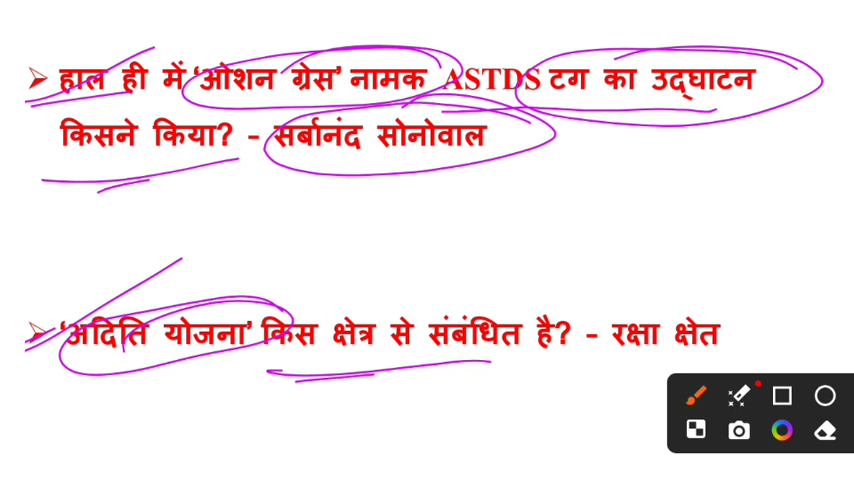 हाल ही में 'ओशन ग्रेस' नामक ASTDS टग का उद्घाटन
किसने किया? - सर्बानंद सोनोवाल
'अदिति योजना' किस क्षेत्र से संबंधित है? - रक्षा क्षेत